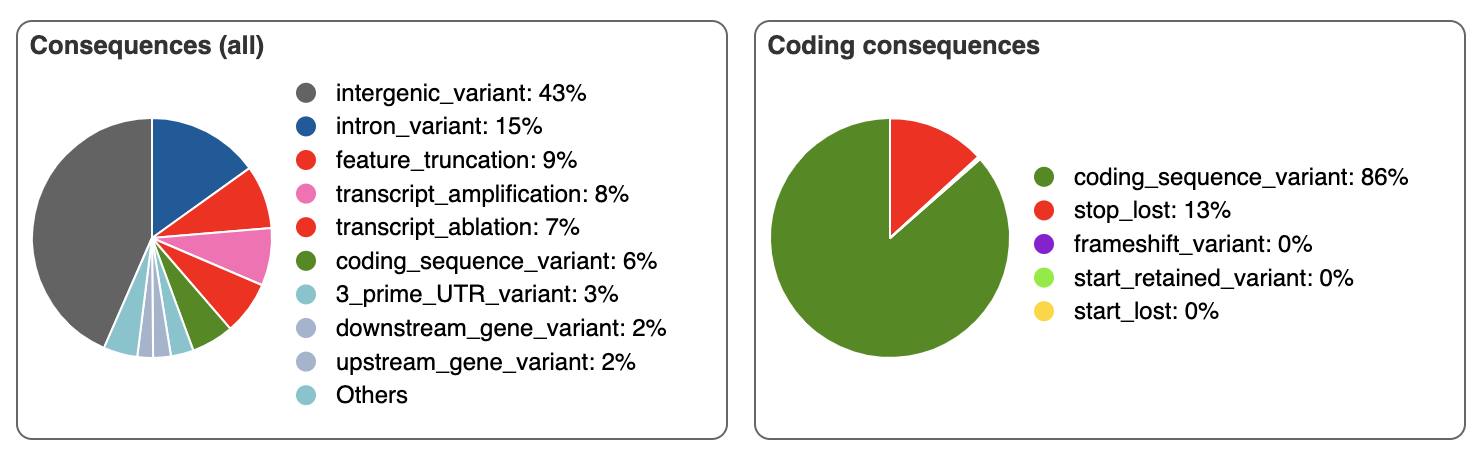 Consequences (all)
intergenic_variant: 43%
intron_variant: 15%
feature_truncation: 9%
transcript_amplification: 8%
transcript_ablation: 7%
coding_sequence_variant: 6%
3_prime_UTR_variant: 3%
downstream_gene_variant: 2%
upstream_gene_variant: 2%
Others
Coding consequences
coding_sequence_variant: 86%
stop_lost: 13%
frameshift_variant: 0%
start_retained_variant: 0%
start_lost: 0%